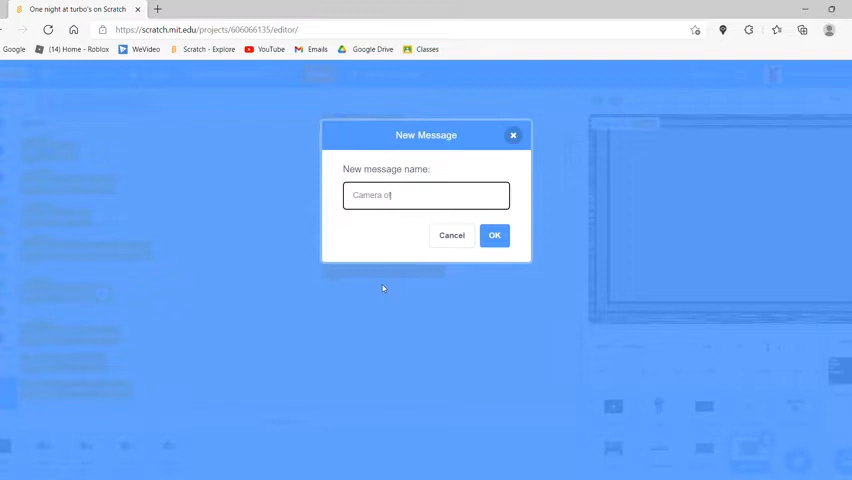 One night at turbo's on Scratch
https://scratch.mit.edu/projects/606066135/editor/
Google (14) Home - Roblox WeVideo Scratch - Explore YouTube Emails Google Drive Classes
New Message
New message name:
Camera of
Cancel OK